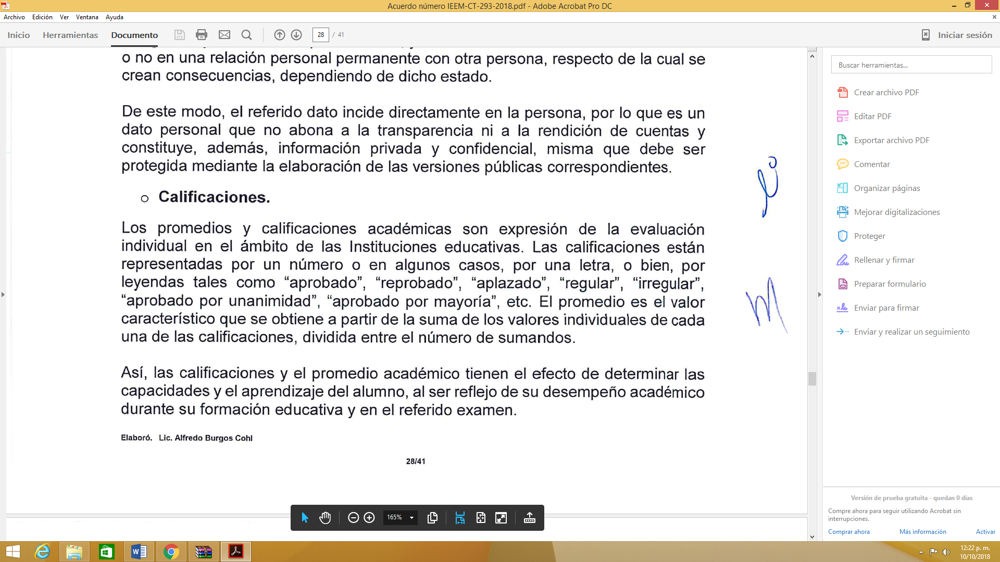 Acuerdo número IEEM-CT-293-2018.pdf - Adobe Acrobat Pro DC
Archivo Edición Ver Ventana Ayuda
Inicio Herramientas Documento 28 / 41 Iniciar sesión
o no en una relación personal permanente con otra persona, respecto de la cual se
crean consecuencias, dependiendo de dicho estado.
De este modo, el referido dato incide directamente en la persona, por lo que es un
dato personal que no abona a la transparencia ni a la rendición de cuentas y
constituye, además, información privada y confidencial, misma que debe ser
protegida mediante la elaboración de las versiones públicas correspondientes.
o Calificaciones.
Los promedios y calificaciones académicas son expresión de la evaluación
individual en el ámbito de las Instituciones educativas. Las calificaciones están
representadas por un número o en algunos casos, por una letra, o bien, por
leyendas tales como “aprobado”, “reprobado”, “aplazado”, “regular”, “irregular”,
“aprobado por unanimidad”, “aprobado por mayoría”, etc. El promedio es el valor
característico que se obtiene a partir de la suma de los valores individuales de cada
una de las calificaciones, dividida entre el número de sumandos.
Así, las calificaciones y el promedio académico tienen el efecto de determinar las
capacidades y el aprendizaje del alumno, al ser reflejo de su desempeño académico
durante su formación educativa y en el referido examen.
Elaboró. Lic. Alfredo Burgos Cohl
28/41
165%
Buscar herramientas...
Crear archivo PDF
Editar PDF
Exportar archivo PDF
Comentar
Organizar páginas
Mejorar digitalizaciones
Proteger
Rellenar y firmar
Preparar formulario
Enviar para firmar
Enviar y realizar un seguimiento
Versión de prueba gratuita - quedan 0 días
Compre ahora para seguir utilizando Acrobat sin
interrupciones.
Comprar ahora Más información Activar
12:22 p. m.
10/10/2018